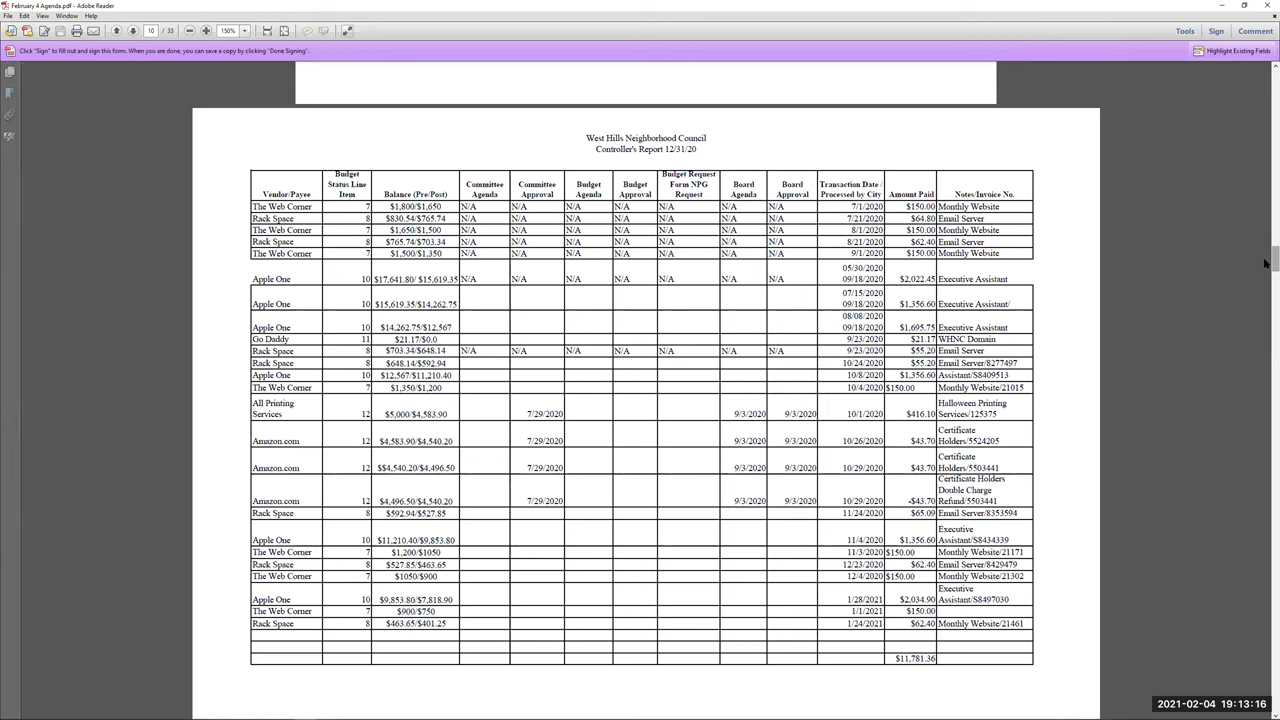 February 4 Agenda.pdf - Adobe Reader
File Edit View Window Help
10 / 33 150% Tools Sign Comment
Click "Sign" to fill out and sign this form. When you are done, you can save a copy by clicking "Done Signing". Highlight Existing Fields
West Hills Neighborhood Council
Controller's Report 12/31/20
Vendor/Payee Budget Status Line Item Balance (Pre/Post) Committee Agenda Committee Approval Budget Agenda Budget Approval Budget Request Form NPG Request Board Agenda Board Approval Transaction Date / Processed by City Amount Paid Notes/Invoice No.
The Web Corner 7 $1,800/$1,650 N/A N/A N/A N/A N/A N/A N/A 7/1/2020 $150.00 Monthly Website
Rack Space 8 $830.54/$765.74 N/A N/A N/A N/A N/A N/A N/A 7/21/2020 $64.80 Email Server
The Web Corner 7 $1,650/$1,500 N/A N/A N/A N/A N/A N/A N/A 8/1/2020 $150.00 Monthly Website
Rack Space 8 $765.74/703.34 N/A N/A N/A N/A N/A N/A N/A 8/21/2020 $62.40 Email Server
The Web Corner 7 $1,500/$1,350 N/A N/A N/A N/A N/A N/A N/A 9/1/2020 $150.00 Monthly Website
05/30/2020
Apple One 10 $17,641.80/ $15,619.35 N/A N/A N/A N/A N/A N/A N/A 09/18/2020 $2,022.45 Executive Assistant
07/15/2020
Apple One 10 $15,619.35/$14,262.75 09/18/2020 $1,356.60 Executive Assistant/
08/08/2020
Apple One 10 $14,262.75/$12,567 09/18/2020 $1,695.75 Executive Assistant
Go Daddy 11 $21.17/$0.0 9/23/2020 $21.17 WHNC Domain
Rack Space 8 $703.34/$648.14 N/A N/A N/A N/A N/A N/A N/A 9/23/2020 $55.20 Email Server
Rack Space 8 $648.14/$592.94 10/24/2020 $55.20 Email Server/8277497
Apple One 10 $12,567/$11,210.40 10/8/2020 $1,356.60 Assistant/S8409513
The Web Corner 7 $1,350/$1,200 10/4/2020 $150.00 Monthly Website/21015
All Printing Halloween Printing
Services 12 $5,000/$4,583.90 7/29/2020 9/3/2020 9/3/2020 10/1/2020 $416.10 Services/125375
Certificate
Amazon.com 12 $4,583.90/$4,540.20 7/29/2020 9/3/2020 9/3/2020 10/26/2020 $43.70 Holders/5524205
Certificate
Amazon.com 12 $$4,540.20/$4,496.50 7/29/2020 9/3/2020 9/3/2020 10/29/2020 $43.70 Holders/5503441
Certificate Holders
Double Charge
Amazon.com 12 $4,496.50/$4,540.20 7/29/2020 9/3/2020 9/3/2020 10/29/2020 -$43.70 Refund/5503441
Rack Space 8 $592.94/$527.85 11/24/2020 $65.09 Email Server/8353594
Executive
Apple One 10 $11,210.40/$9,853.80 11/4/2020 $1,356.60 Assistant/S8434339
The Web Corner 7 $1,200/$1050 11/3/2020 $150.00 Monthly Website/21171
Rack Space 8 $527.85/$463.65 12/23/2020 $62.40 Email Server/8429479
The Web Corner 7 $1050/$900 12/4/2020 $150.00 Monthly Website/21302
Executive
Apple One 10 $9,853.80/$7,818.90 1/28/2021 $2,034.90 Assistant/S8497030
The Web Corner 7 $900/$750 1/1/2021 $150.00
Rack Space 8 $463.65/$401.25 1/24/2021 $62.40 Monthly Website/21461
$11,781.36
2021-02-04 19:13:16